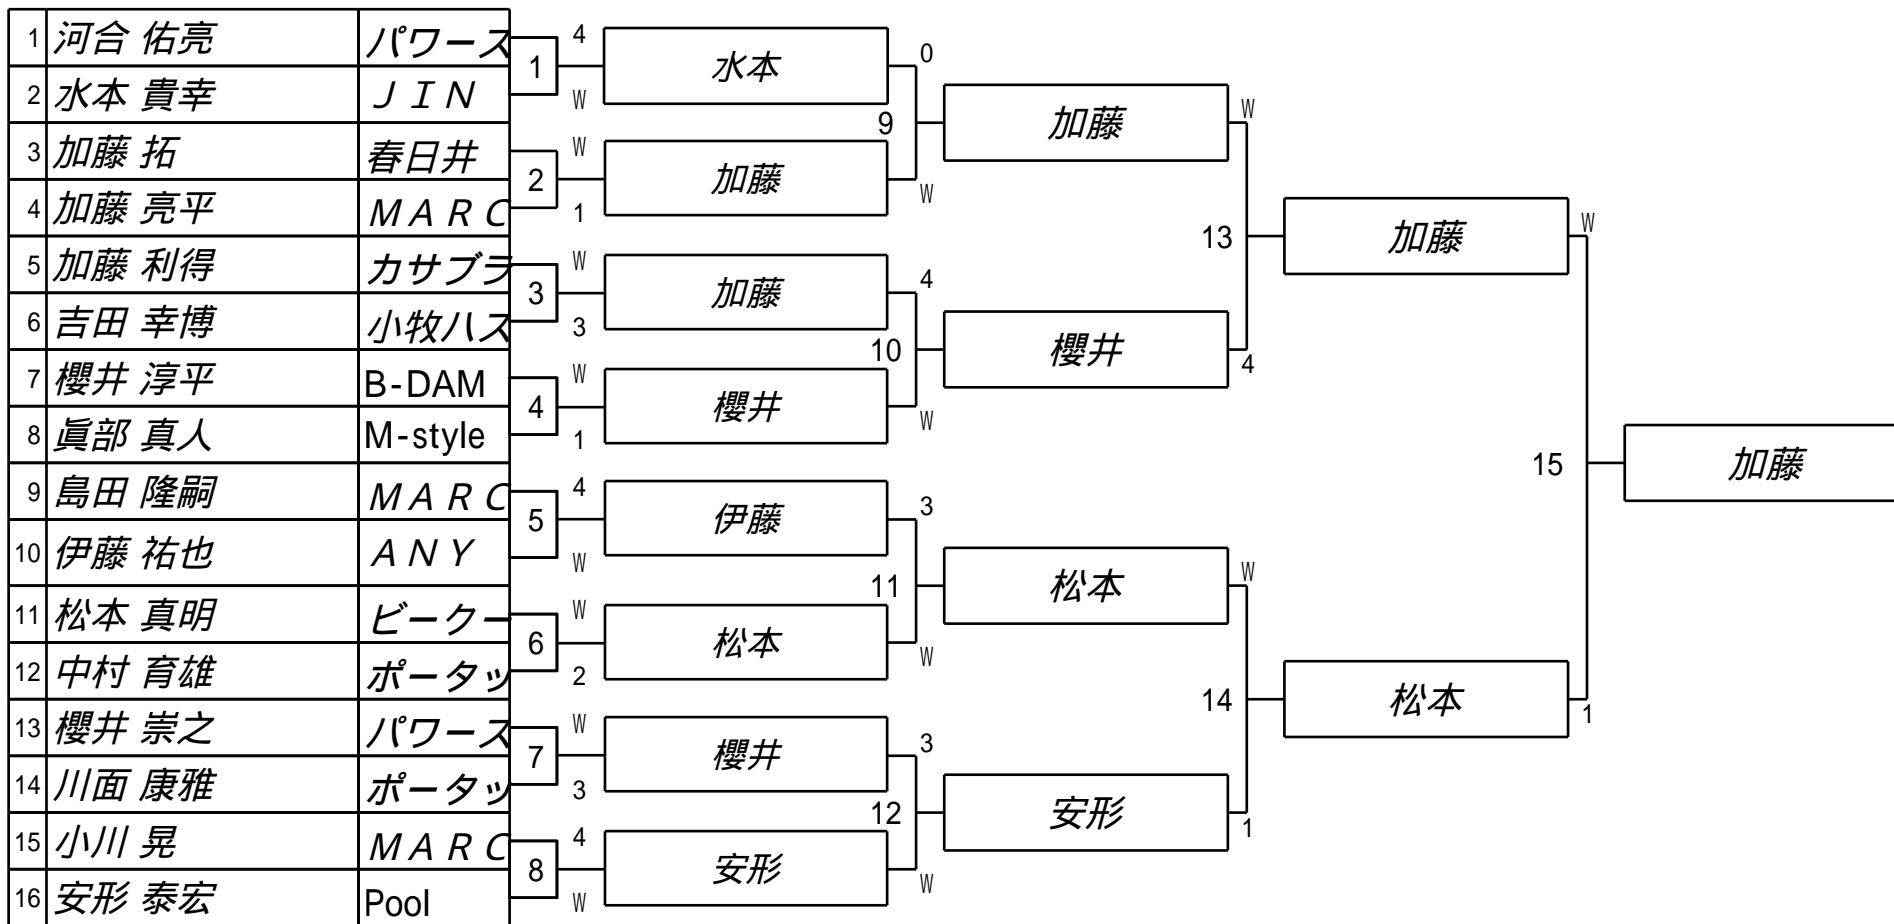 1 河合 佑亮 パワース
2 水本 貴幸 ＪＩＮ
3 加藤 拓 春日井
4 加藤 亮平 ＭＡＲＣ
5 加藤 利得 カサブラ
6 吉田 幸博 小牧ハス
7 櫻井 淳平 B-DAM
8 眞部 真人 M-style
9 島田 隆嗣 ＭＡＲＣ
10 伊藤 祐也 ＡＮＹ
11 松本 真明 ビークー
12 中村 育雄 ポータッ
13 櫻井 崇之 パワース
14 川面 康雅 ポータッ
15 小川 晃 ＭＡＲＣ
16 安形 泰宏 Pool
4
1
W
W
2
1
W
3
3
W
4
1
4
5
W
W
6
2
W
7
3
4
8
W
水本
加藤
加藤
櫻井
伊藤
松本
櫻井
安形
0
9
W
4
10
W
3
11
W
3
12
W
加藤
櫻井
松本
安形
W
13
4
W
14
1
加藤
松本
W
15
1
加藤